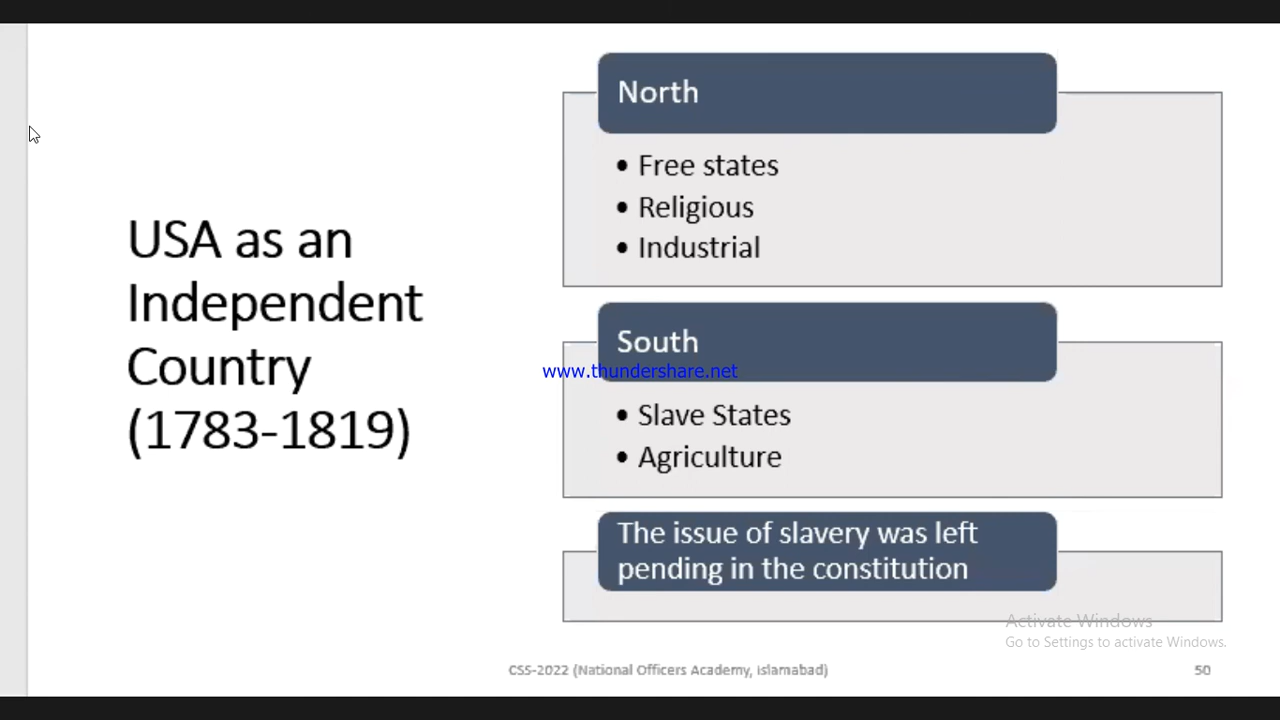 USA as an
Independent
Country
(1783-1819)
North
• Free states
• Religious
• Industrial
South
www.thundershare.net
• Slave States
• Agriculture
The issue of slavery was left
pending in the constitution
Activate Windows
Go to Settings to activate Windows.
CSS-2022 (National Officers Academy, Islamabad)
50